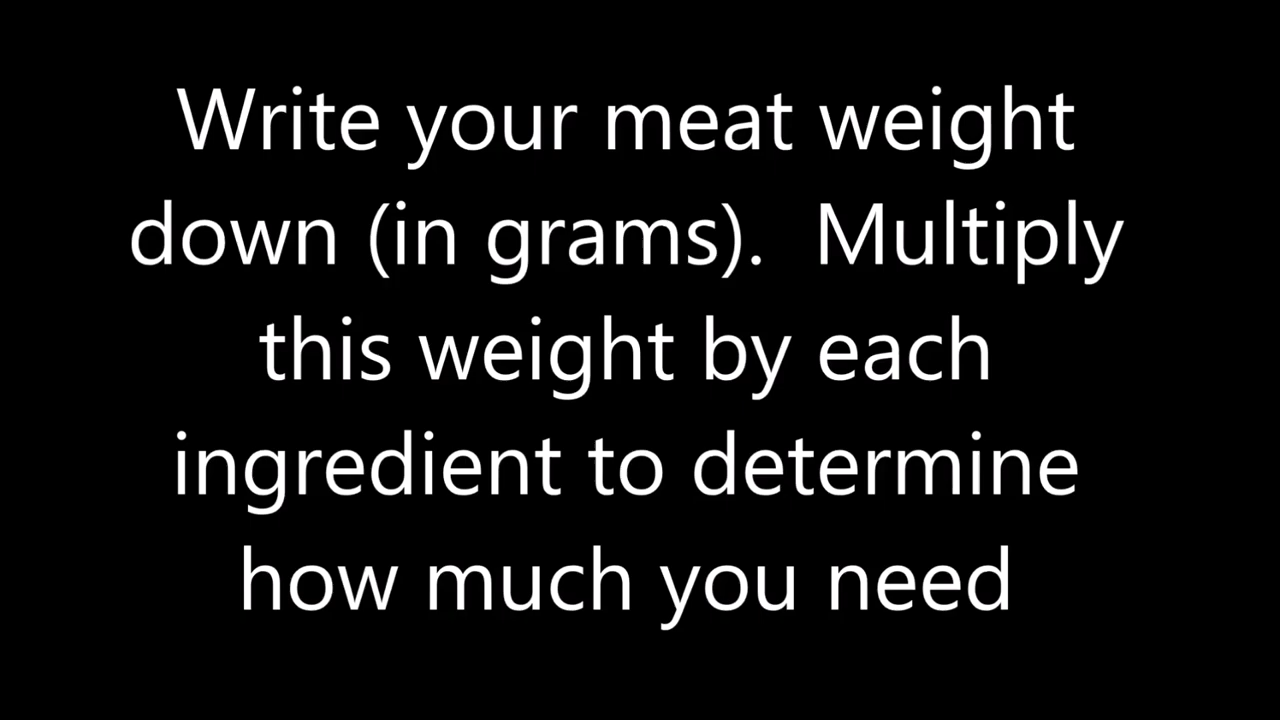 Write your meat weight
down (in grams).  Multiply
this weight by each
ingredient to determine
how much you need